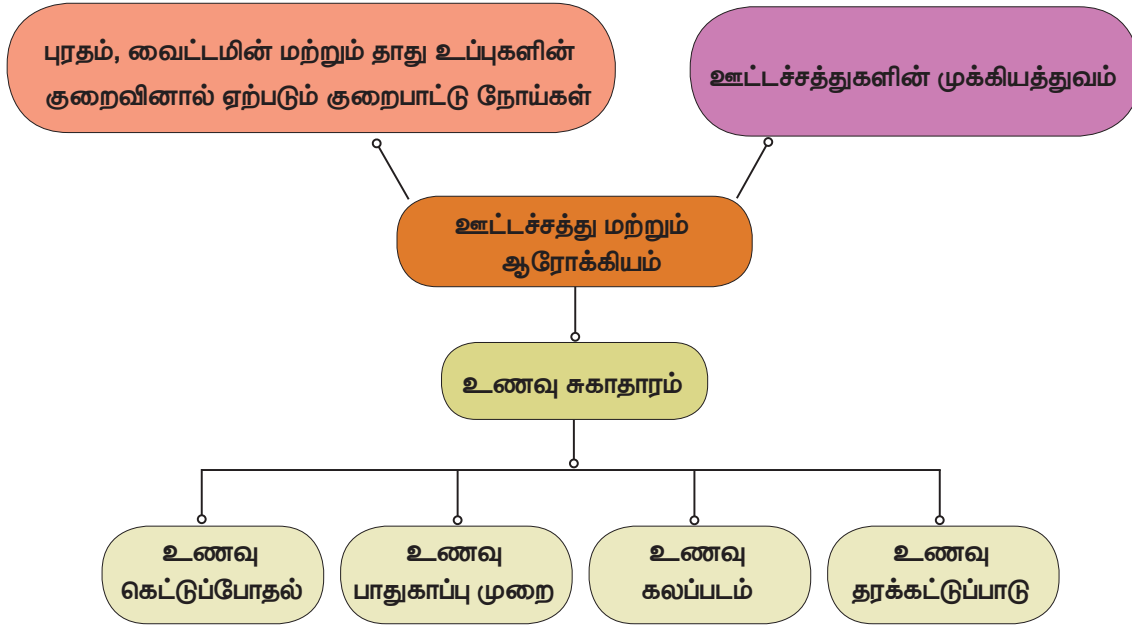 புரதம், வைட்டமின் மற்றும் தாது உப்புகளின்
குறைவினால் ஏற்படும் குறைபாட்டு நோய்கள்
ஊட்டச்சத்துகளின் முக்கியத்துவம்
ஊட்டச்சத்து மற்றும்
ஆரோக்கியம்
உணவு சுகாதாரம்
உணவு
கெட்டுப்போதல்
உணவு
பாதுகாப்பு முறை
உணவு
கலப்படம்
உணவு
தரக்கட்டுப்பாடு